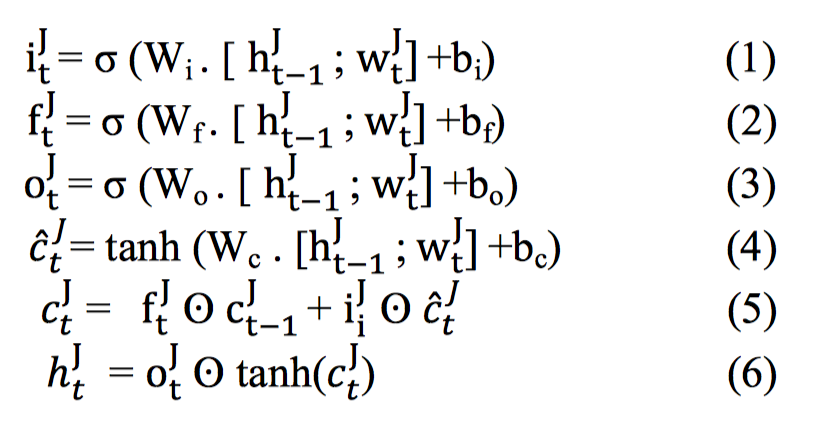 i_t^J = σ (W_i . [ h_{t−1}^J ; w_t^J] +b_i) (1)
f_t^J = σ (W_f. [ h_{t−1}^J ; w_t^J] +b_f) (2)
o_t^J = σ (W_o . [ h_{t−1}^J ; w_t^J] +b_o) (3)
ĉ_t^J = tanh (W_c . [h_{t−1}^J ; w_t^J] +b_c) (4)
c_t^J = f_t^J ʘ c_{t−1}^J + i_i^J ʘ ĉ_t^J (5)
h_t^J = o_t^J ʘ tanh(c_t^J) (6)